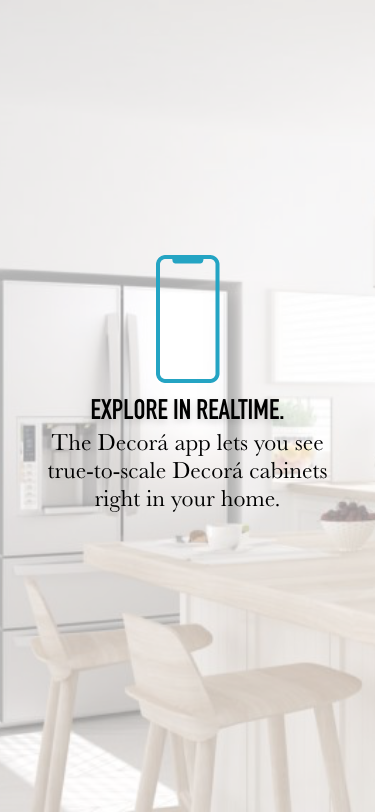 EXPLORE IN REALTIME.
The Decorá app lets you see
true-to-scale Decorá cabinets
right in your home.